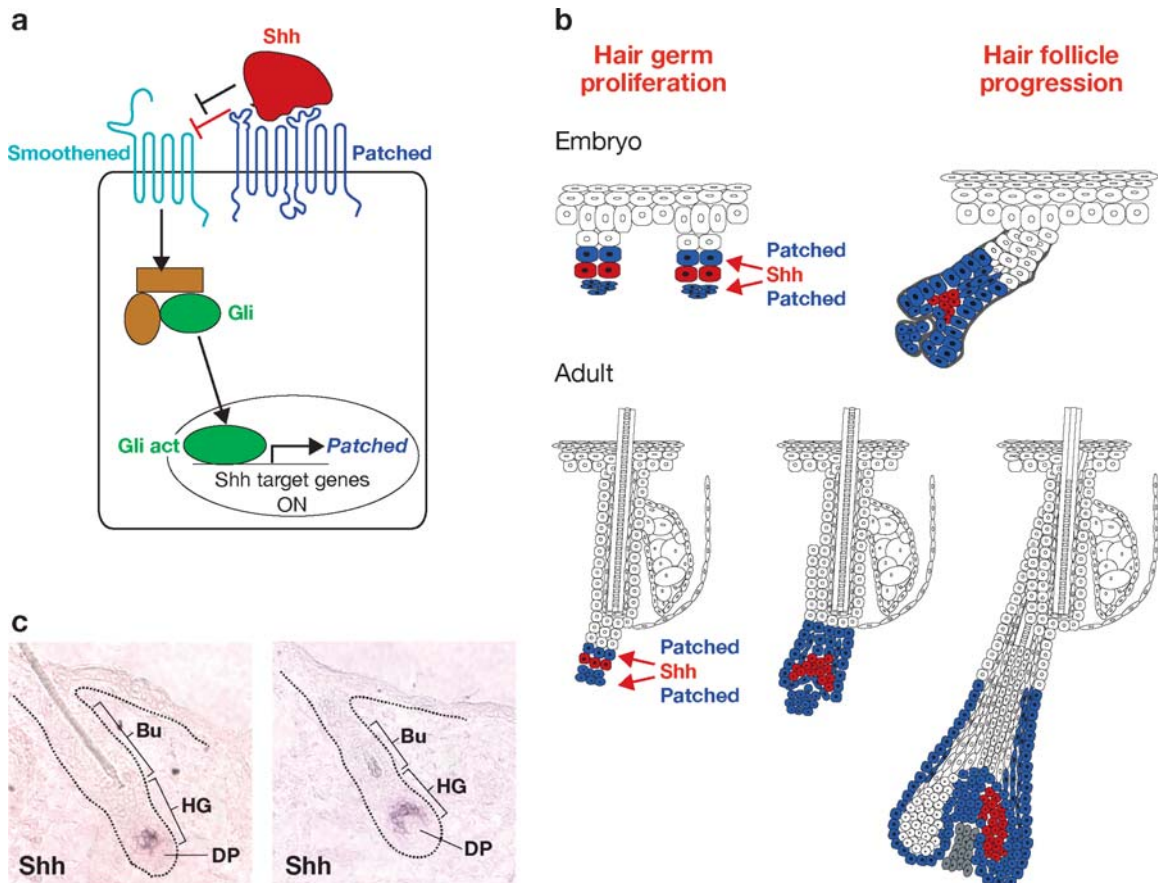 a
Shh
Smoothened
Patched
Gli
Gli act
Patched
Shh target genes
ON
b
Hair germ
proliferation
Hair follicle
progression
Embryo
Patched
Shh
Patched
Adult
Patched
Shh
Patched
c
Bu
HG
DP
Shh
Bu
HG
DP
Shh